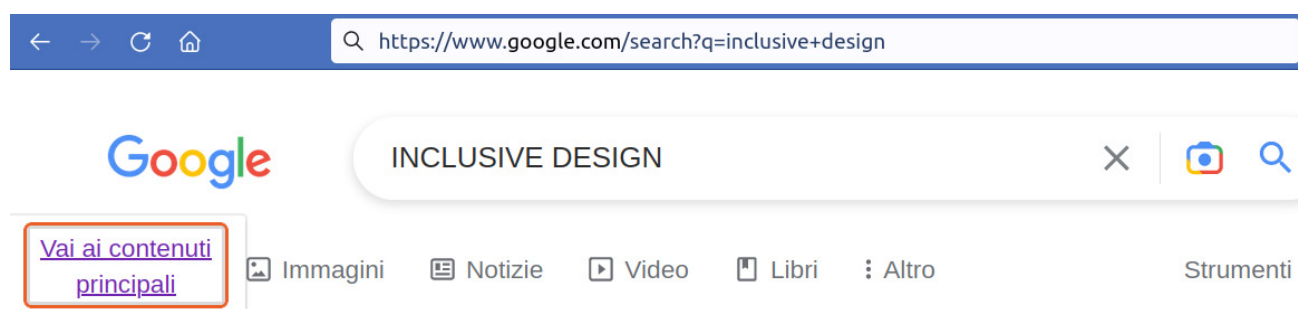 https://www.google.com/search?q=inclusive+design
Google
INCLUSIVE DESIGN
Vai ai contenuti
principali
Immagini
Notizie
Video
Libri
Altro
Strumenti